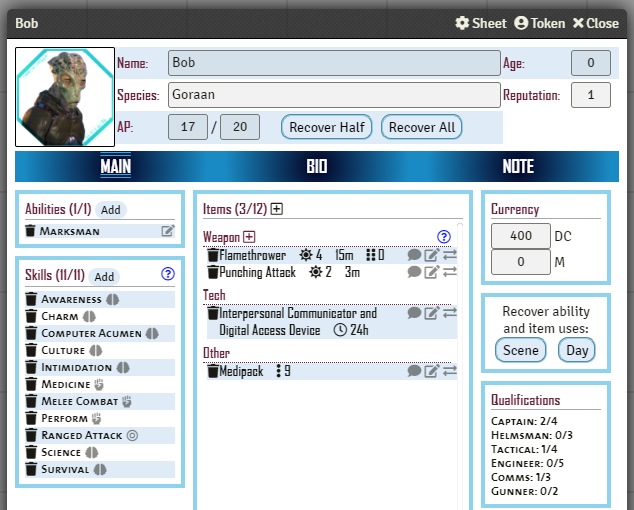 Bob Sheet Token Close
Name: Bob Age: 0
Species: Goraan Reputation: 1
AP: 17 / 20 Recover Half Recover All
MAIN BIO NOTE
Abilities (1/1) Add
Marksman
Skills (11/11) Add ?
Awareness
Charm
Computer Acumen
Culture
Intimidation
Medicine
Melee Combat
Perform
Ranged Attack
Science
Survival
Items (3/12)
Weapon ?
Flamethrower 4 15m 0
Punching Attack 2 3m
Tech
Interpersonal Communicator and
Digital Access Device 24h
Other
Medipack 9
Currency
400 DC
0 M
Recover ability
and item uses:
Scene Day
Qualifications
Captain: 2/4
Helmsman: 0/3
Tactical: 1/4
Engineer: 0/5
Comms: 1/3
Gunner: 0/2